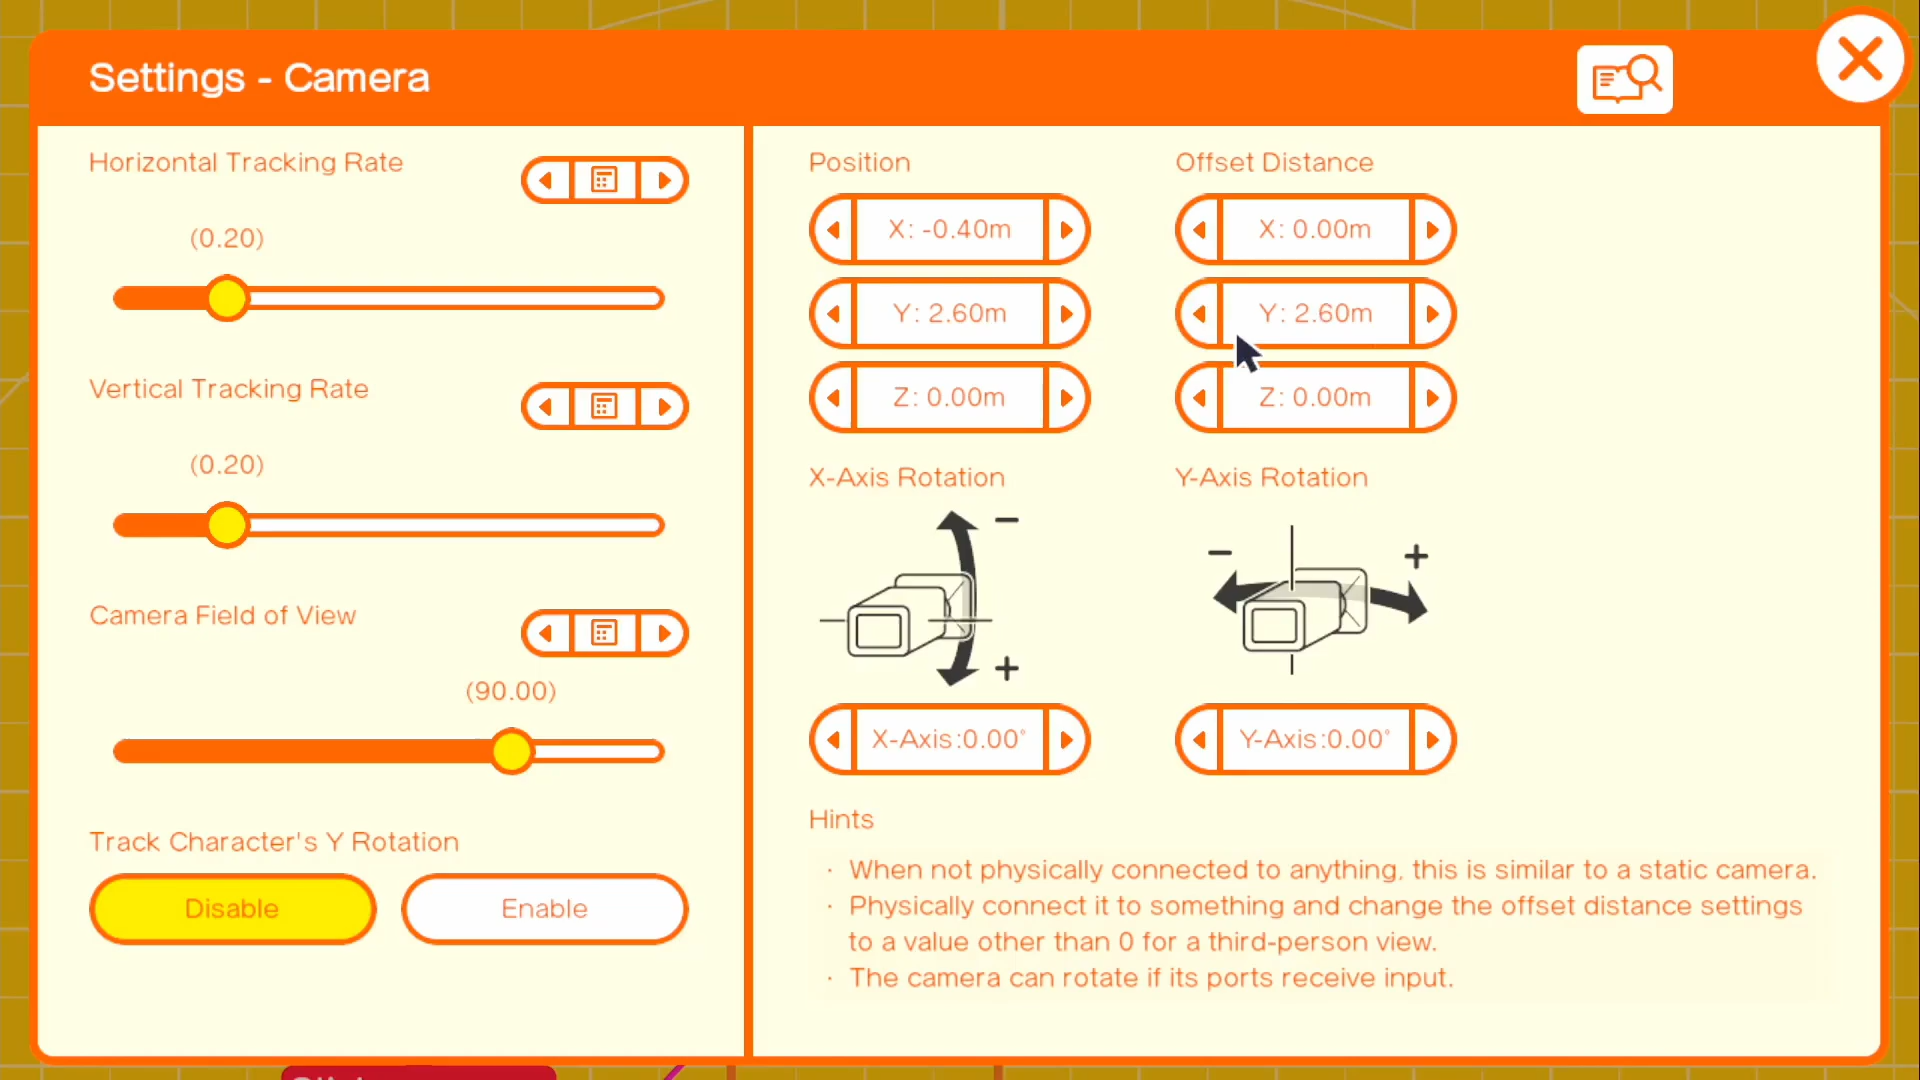 Settings - Camera
Horizontal Tracking Rate
(0.20)
Vertical Tracking Rate
(0.20)
Camera Field of View
(90.00)
Track Character's Y Rotation
Disable
Enable
Position
X: -0.40m
Y: 2.60m
Z: 0.00m
Offset Distance
X: 0.00m
Y: 2.60m
Z: 0.00m
X-Axis Rotation
− +
X-Axis:0.00°
Y-Axis Rotation
− +
Y-Axis:0.00°
Hints
· When not physically connected to anything, this is similar to a static camera.
· Physically connect it to something and change the offset distance settings
to a value other than 0 for a third-person view.
· The camera can rotate if its ports receive input.